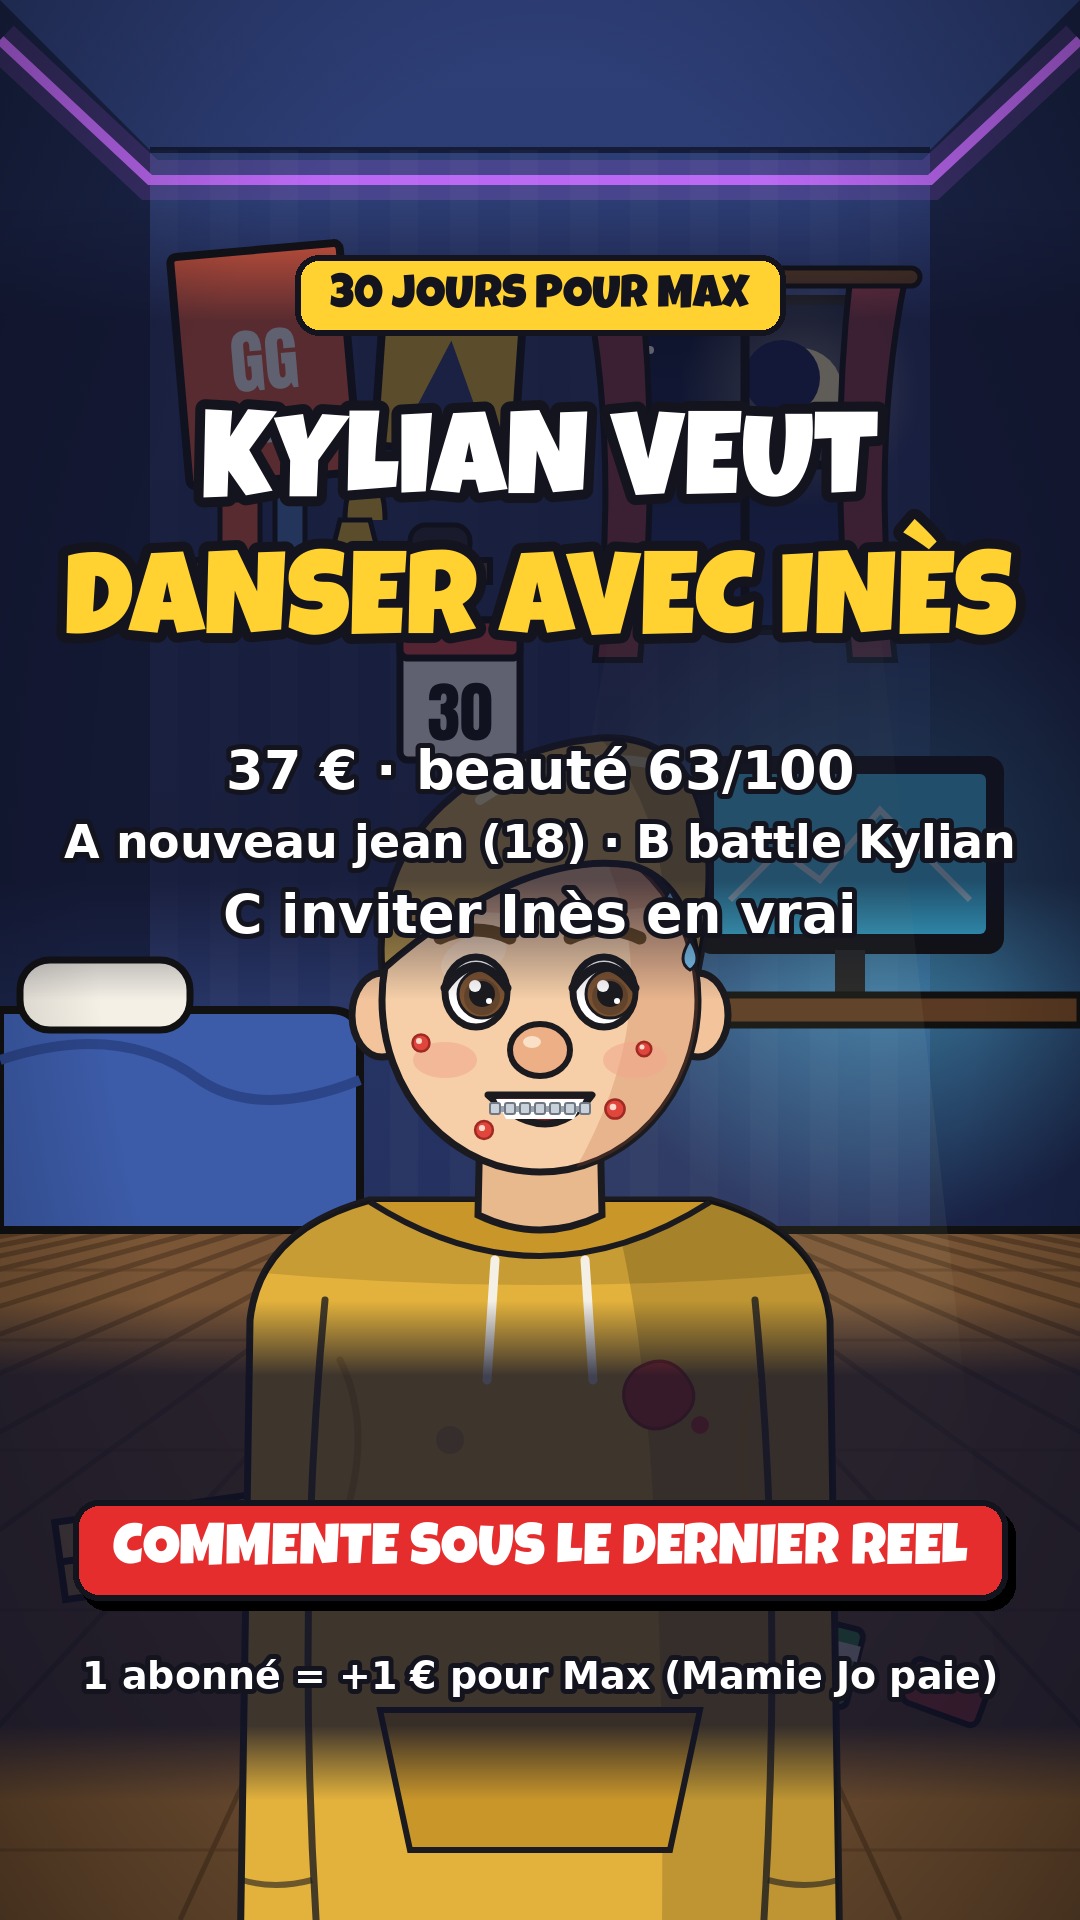 30 JOURS POUR MAX
GG
KYLIAN VEUT
DANSER AVEC INÈS
30
37 € · beauté 63/100
A nouveau jean (18) · B battle Kylian
C inviter Inès en vrai
COMMENTE SOUS LE DERNIER REEL
1 abonné = +1 € pour Max (Mamie Jo paie)